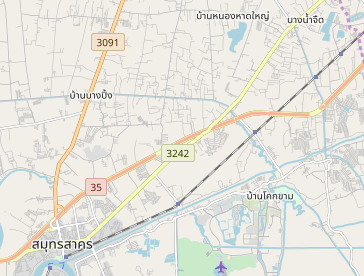 บ้านหนองหาดใหญ่
บางน้ำจืด
3091
บ้านบางปิ้ง
3242
35
บ้านโคกขาม
สมุทรสาคร